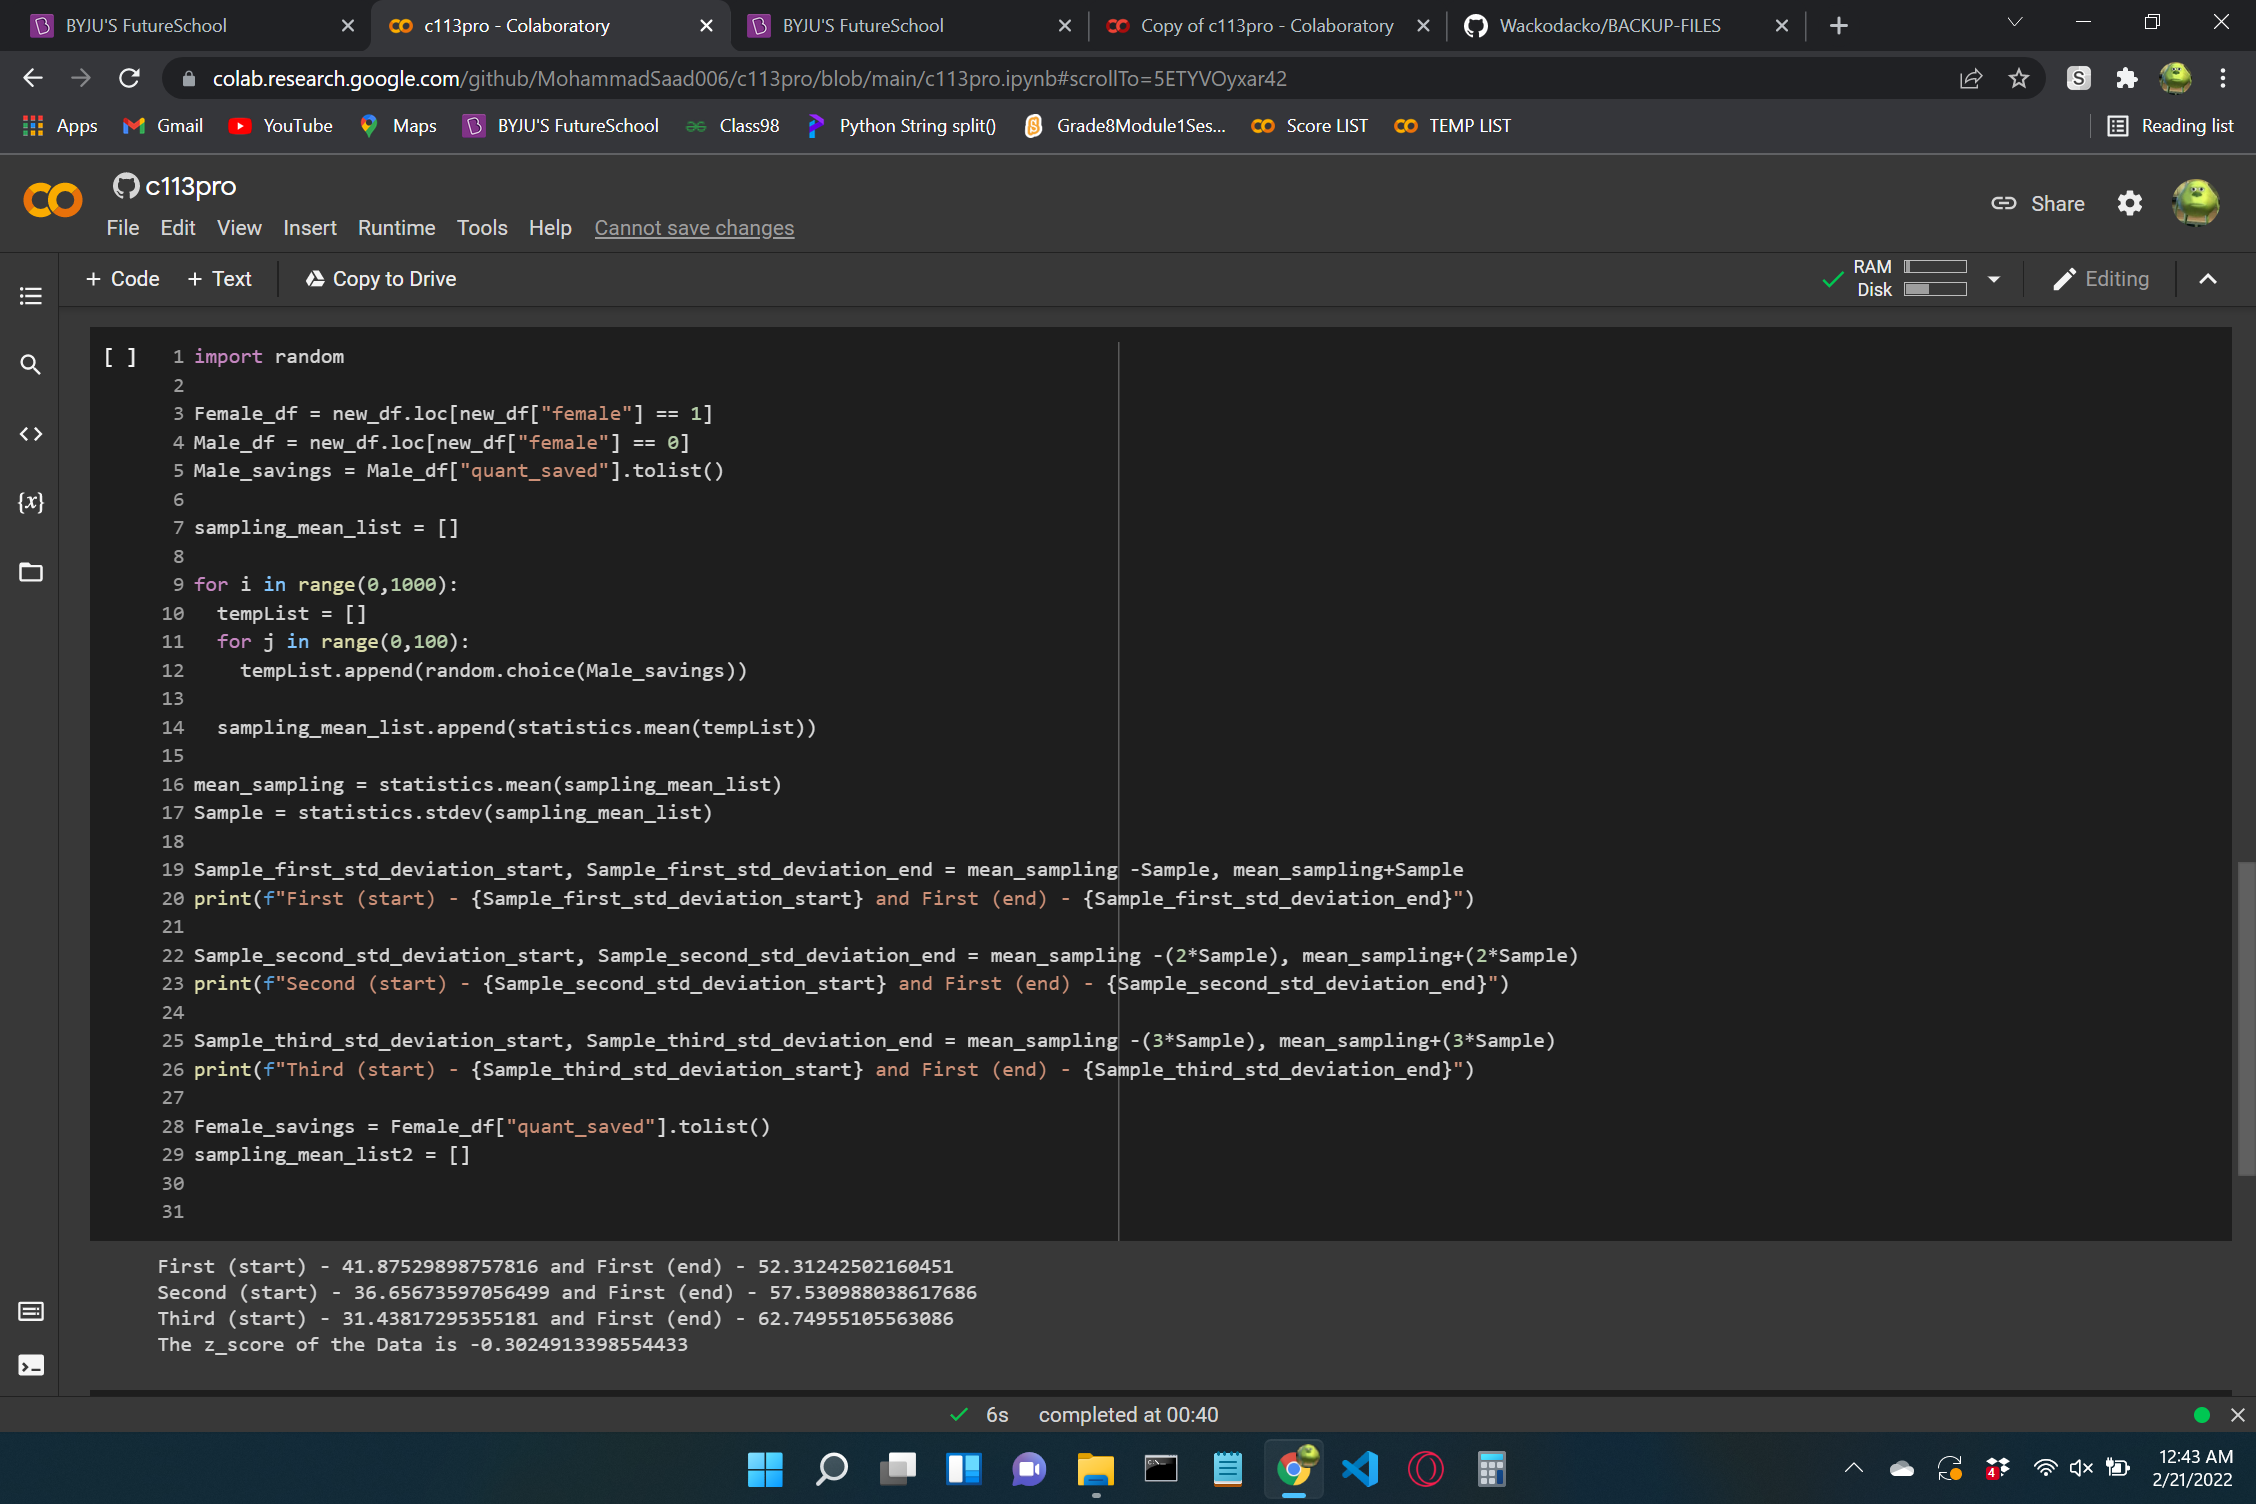 BYJU'S FutureSchool
c113pro - Colaboratory
BYJU'S FutureSchool
Copy of c113pro - Colaboratory
Wackodacko/BACKUP-FILES
colab.research.google.com/github/MohammadSaad006/c113pro/blob/main/c113pro.ipynb#scrollTo=5ETYVOyxar42
S
Apps Gmail YouTube Maps BYJU'S FutureSchool Class98 Python String split() Grade8Module1Ses... Score LIST TEMP LIST Reading list
c113pro
Share
File Edit View Insert Runtime Tools Help Cannot save changes
+ Code + Text Copy to Drive
RAM
Disk
Editing
[ ]
1 import random
2
3 Female_df = new_df.loc[new_df["female"] == 1]
4 Male_df = new_df.loc[new_df["female"] == 0]
5 Male_savings = Male_df["quant_saved"].tolist()
6
7 sampling_mean_list = []
8
9 for i in range(0,1000):
10   tempList = []
11   for j in range(0,100):
12     tempList.append(random.choice(Male_savings))
13
14   sampling_mean_list.append(statistics.mean(tempList))
15
16 mean_sampling = statistics.mean(sampling_mean_list)
17 Sample = statistics.stdev(sampling_mean_list)
18
19 Sample_first_std_deviation_start, Sample_first_std_deviation_end = mean_sampling -Sample, mean_sampling+Sample
20 print(f"First (start) - {Sample_first_std_deviation_start} and First (end) - {Sample_first_std_deviation_end}")
21
22 Sample_second_std_deviation_start, Sample_second_std_deviation_end = mean_sampling -(2*Sample), mean_sampling+(2*Sample)
23 print(f"Second (start) - {Sample_second_std_deviation_start} and First (end) - {Sample_second_std_deviation_end}")
24
25 Sample_third_std_deviation_start, Sample_third_std_deviation_end = mean_sampling -(3*Sample), mean_sampling+(3*Sample)
26 print(f"Third (start) - {Sample_third_std_deviation_start} and First (end) - {Sample_third_std_deviation_end}")
27
28 Female_savings = Female_df["quant_saved"].tolist()
29 sampling_mean_list2 = []
30
31
{x}
First (start) - 41.87529898757816 and First (end) - 52.31242502160451
Second (start) - 36.65673597056499 and First (end) - 57.530988038617686
Third (start) - 31.43817295355181 and First (end) - 62.74955105563086
The z_score of the Data is -0.3024913398554433
6s completed at 00:40
4
12:43 AM
2/21/2022